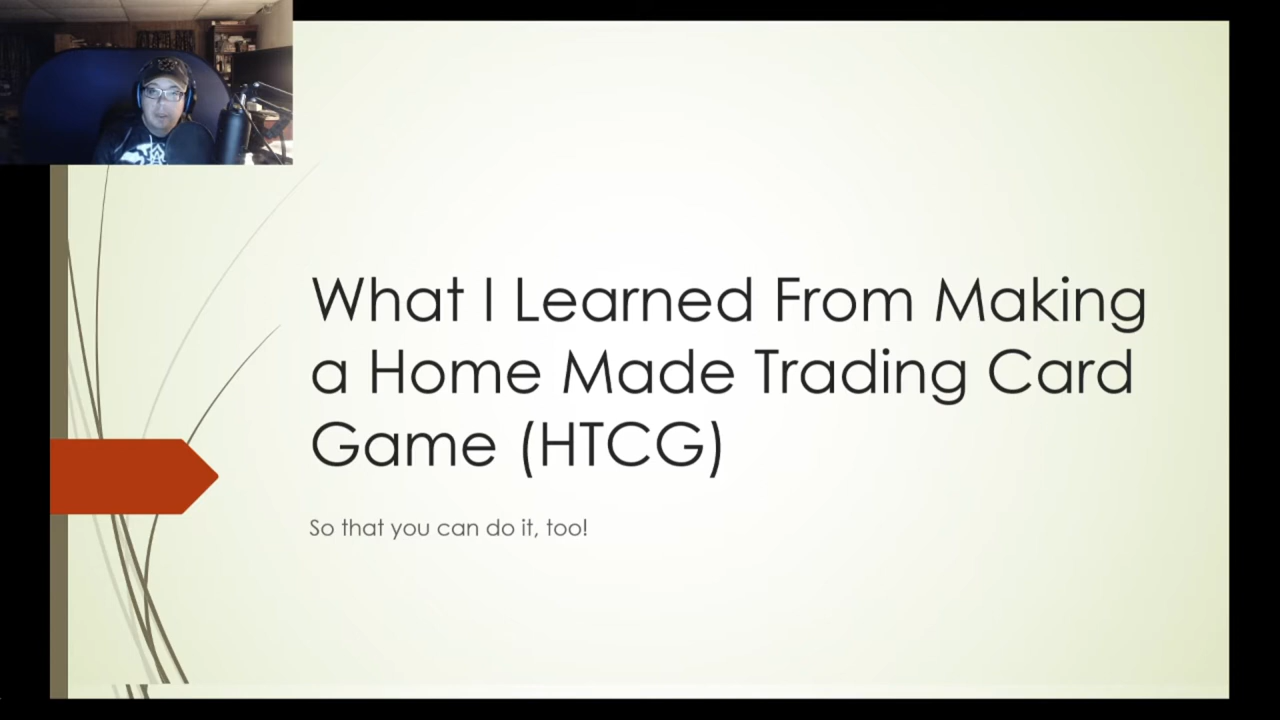 What I Learned From Making
a Home Made Trading Card
Game (HTCG)
So that you can do it, too!